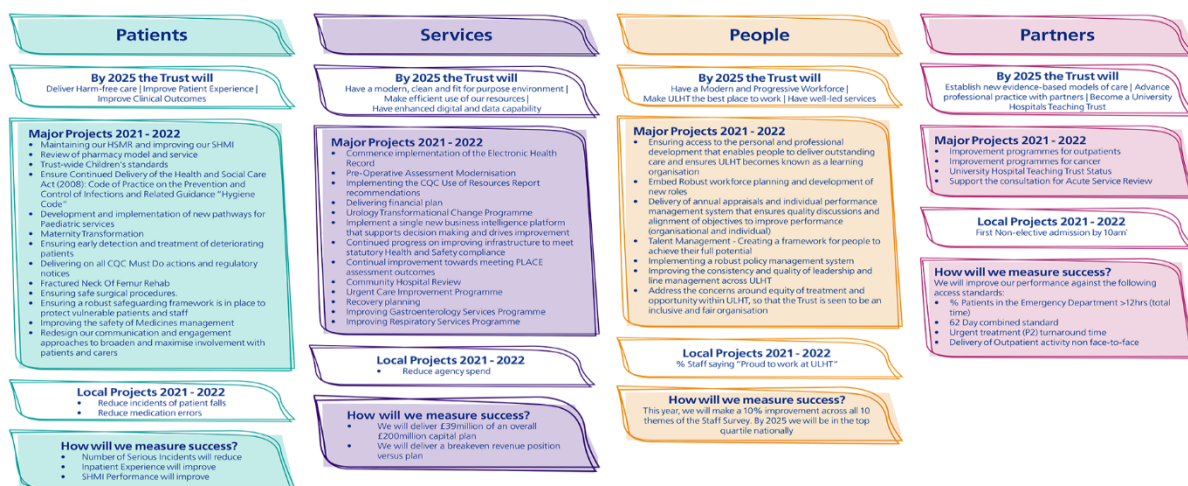 Patients
By 2025 the Trust will
Deliver Harm-free care | Improve Patient Experience |
Improve Clinical Outcomes
Major Projects 2021 - 2022
• Maintaining our HSMR and improving our SHMI
• Review of pharmacy model and service
• Trust-wide Children's standards
• Ensure Continued Delivery of the Health and Social Care
Act (2008): Code of Practice on the Prevention and
Control of Infections and Related Guidance "Hygiene
Code"
• Development and implementation of new pathways for
Paediatric services
• Maternity Transformation
• Ensuring early detection and treatment of deteriorating
patients
• Delivering on all CQC Must Do actions and regulatory
notices
• Fractured Neck Of Femur Rehab
• Ensuring safe surgical procedures.
• Ensuring a robust safeguarding framework is in place to
protect vulnerable patients and staff
• Improving the safety of Medicines management
• Redesign our communication and engagement
approaches to broaden and maximise involvement with
patients and carers
Local Projects 2021 - 2022
• Reduce incidents of patient falls
• Reduce medication errors
How will we measure success?
• Number of Serious Incidents will reduce
• Inpatient Experience will improve
• SHMI Performance will improve
Services
By 2025 the Trust will
Have a modern, clean and fit for purpose environment |
Make efficient use of our resources |
Have enhanced digital and data capability
Major Projects 2021 - 2022
• Commence implementation of the Electronic Health
Record
• Pre-Operative Assessment Modernisation
• Implementing the CQC Use of Resources Report
recommendations
• Delivering financial plan
• Urology Transformational Change Programme
• Implement a single new business intelligence platform
that supports decision making and drives improvement
• Continued progress on improving infrastructure to meet
statutory Health and Safety compliance
• Continual improvement towards meeting PLACE
assessment outcomes
• Community Hospital Review
• Urgent Care Improvement Programme
• Recovery planning
• Improving Gastroenterology Services Programme
• Improving Respiratory Services Programme
Local Projects 2021 - 2022
• Reduce agency spend
How will we measure success?
• We will deliver £39million of an overall
£200million capital plan
• We will deliver a breakeven revenue position
versus plan
People
By 2025 the Trust will
Have a Modern and Progressive Workforce |
Make ULHT the best place to work | Have well-led services
Major Projects 2021 - 2022
• Ensuring access to the personal and professional
development that enables people to deliver outstanding
care and ensures ULHT becomes known as a learning
organisation
• Embed Robust workforce planning and development of
new roles
• Delivery of annual appraisals and individual performance
management system that ensures quality discussions and
alignment of objectives to improve performance
(organisational and individual)
• Talent Management - Creating a framework for people to
achieve their full potential
• Implementing a robust policy management system
• Improving the consistency and quality of leadership and
line management across ULHT
• Address the concerns around equity of treatment and
opportunity within ULHT, so that the Trust is seen to be an
inclusive and fair organisation
Local Projects 2021 - 2022
% Staff saying "Proud to work at ULHT"
How will we measure success?
This year, we will make a 10% improvement across all 10
themes of the Staff Survey. By 2025 we will be in the top
quartile nationally
Partners
By 2025 the Trust will
Establish new evidence-based models of care | Advance
professional practice with partners | Become a University
Hospitals Teaching Trust
Major Projects 2021 - 2022
• Improvement programmes for outpatients
• Improvement programmes for cancer
• University Hospital Teaching Trust Status
• Support the consultation for Acute Service Review
Local Projects 2021 - 2022
First Non-elective admission by 10am'
How will we measure success?
We will improve our performance against the following
access standards:
• % Patients in the Emergency Department >12hrs (total
time)
• 62 Day combined standard
• Urgent treatment (P2) turnaround time
• Delivery of Outpatient activity non face-to-face